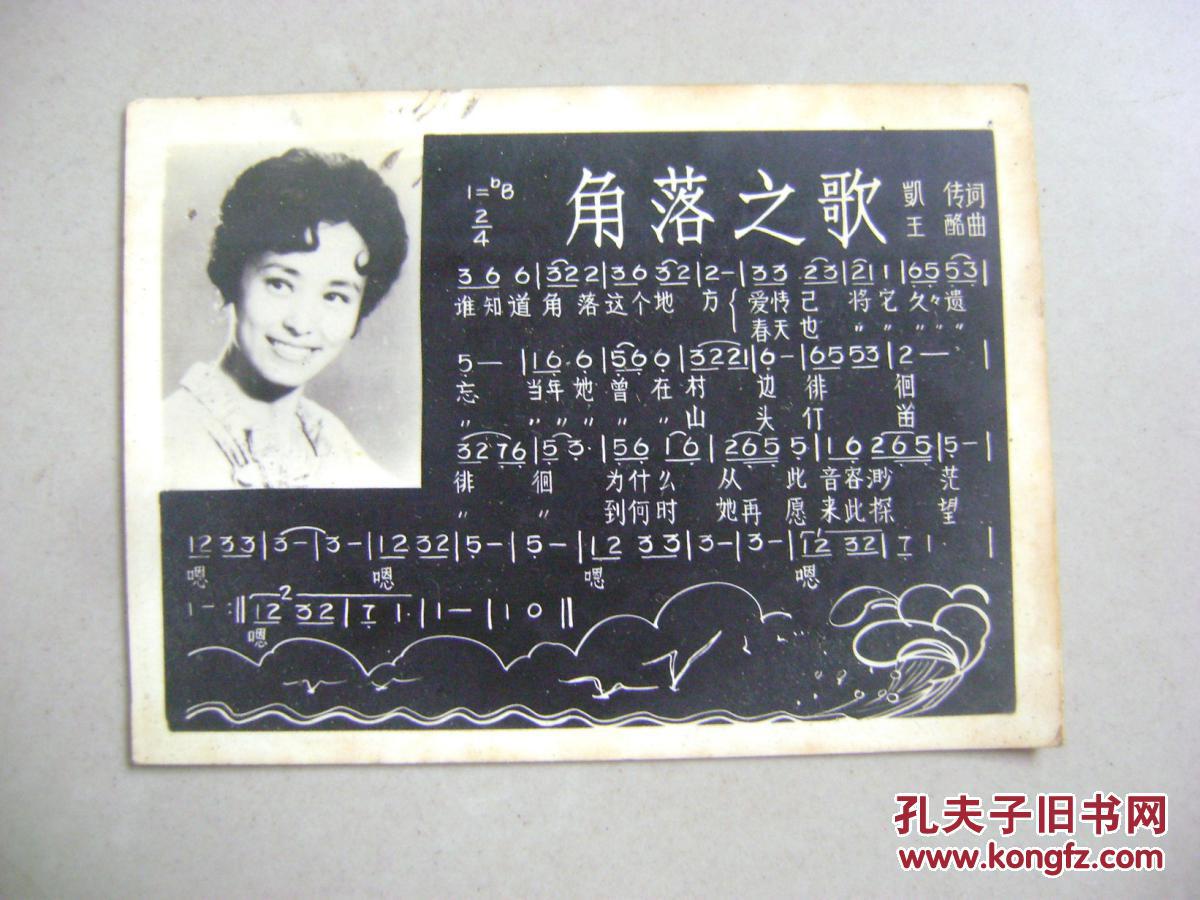 角落之歌
凯传词
王酩曲
1=bB
2/4
3 6 6|3 2 2|3 6 3 2|2 -|3 3 2 3|2 1 1|6 5 5 3|
谁知道角落这个地方{爱情已将它久々遗
春天也〃〃〃〃〃
5 -|1 6 6|5 6 6|3 2 2 1|6 -|6 5 5 3|2 -|
忘当年她曾在村边徘徊
〃〃〃〃〃〃山头伫
3 2 7 6|5 3|5 6 1 6|2 6 5 5|1 6 2 6 5|5 -|
徘徊为什么从此音容渺茫
〃〃到何时她再愿来此探望
1 2 3 3|3 -|3 -|1 2 3 2|5 -|5 -|1 2 3 3|3 -|3 -|1 2 3 2|7 1|
嗯嗯嗯嗯
1 -:‖1 2 3 2|7 1|1 -|1 0‖
2
嗯
孔夫子旧书网
www.kongfz.com